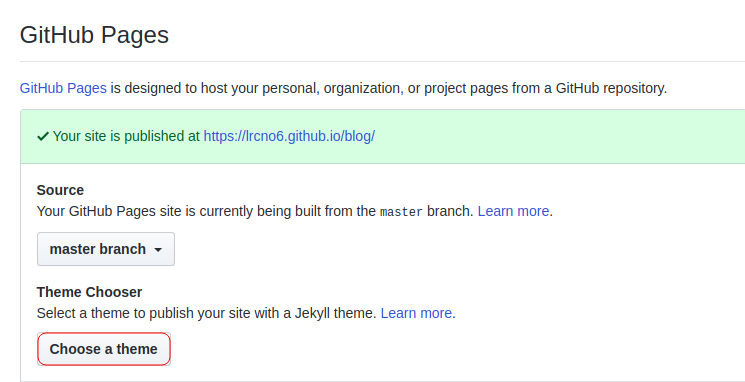 GitHub Pages
GitHub Pages is designed to host your personal, organization, or project pages from a GitHub repository.
Your site is published at https://lrcno6.github.io/blog/
Source
Your GitHub Pages site is currently being built from the master branch. Learn more.
master branch
Theme Chooser
Select a theme to publish your site with a Jekyll theme. Learn more.
Choose a theme